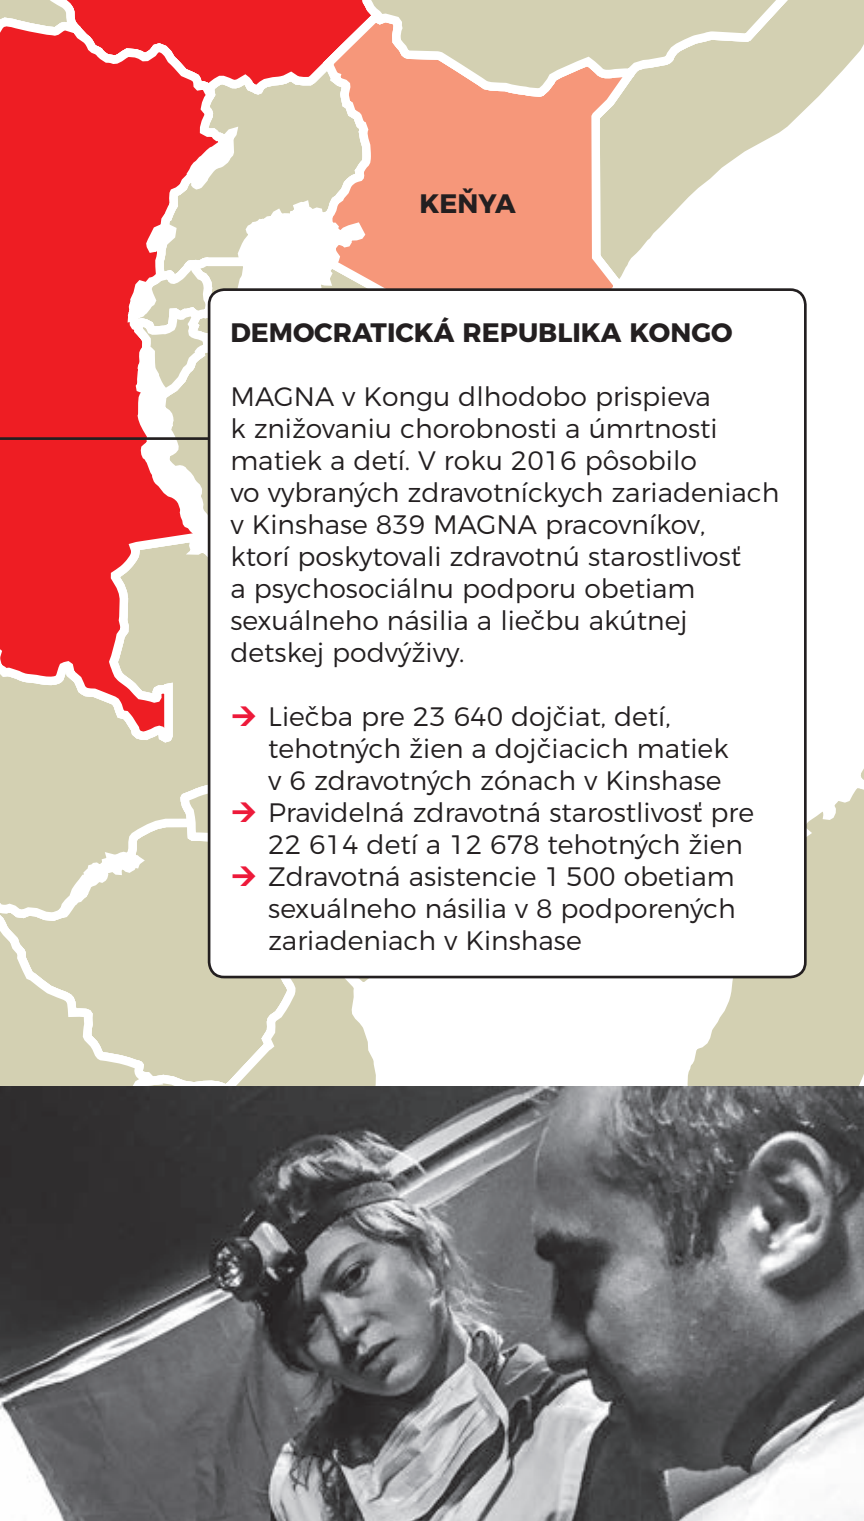 KEŇYA
DEMOCRATICKÁ REPUBLIKA KONGO
MAGNA v Kongu dlhodobo prispieva
k znižovaniu chorobnosti a úmrtnosti
matiek a detí. V roku 2016 pôsobilo
vo vybraných zdravotníckych zariadeniach
v Kinshase 839 MAGNA pracovníkov,
ktorí poskytovali zdravotnú starostlivosť
a psychosociálnu podporu obetiam
sexuálneho násilia a liečbu akútnej
detskej podvýživy.
➔ Liečba pre 23 640 dojčiat, detí,
tehotných žien a dojčiacich matiek
v 6 zdravotných zónach v Kinshase
➔ Pravidelná zdravotná starostlivosť pre
22 614 detí a 12 678 tehotných žien
➔ Zdravotná asistencie 1 500 obetiam
sexuálneho násilia v 8 podporených
zariadeniach v Kinshase